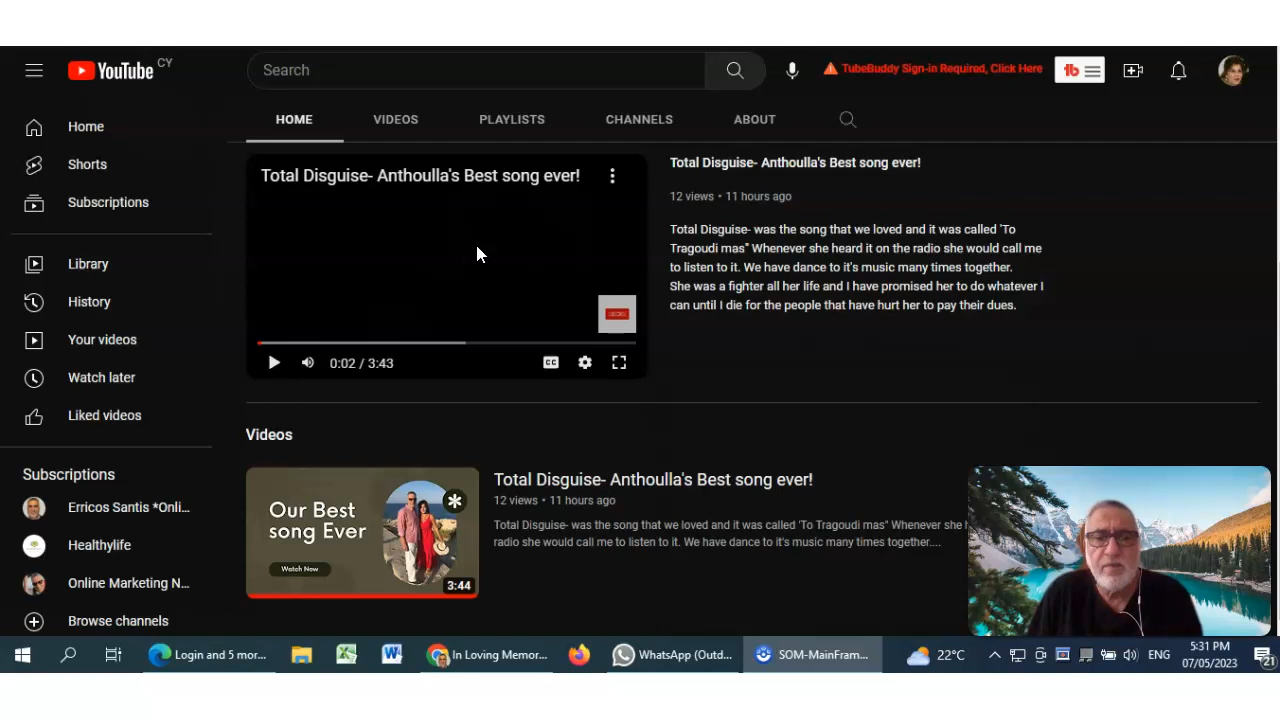 YouTube CY
Search
TubeBuddy Sign-in Required, Click Here
tb
Home
Shorts
Subscriptions
Library
History
Your videos
Watch later
Liked videos
Subscriptions
Erricos Santis *Onli...
Healthylife
Online Marketing N...
Browse channels
HOME
VIDEOS
PLAYLISTS
CHANNELS
ABOUT
Total Disguise- Anthoulla's Best song ever!
0:02 / 3:43
CC
Total Disguise- Anthoulla's Best song ever!
12 views • 11 hours ago
Total Disguise- was the song that we loved and it was called 'To
Tragoudi mas" Whenever she heard it on the radio she would call me
to listen to it. We have dance to it's music many times together.
She was a fighter all her life and I have promised her to do whatever I
can until I die for the people that have hurt her to pay their dues.
Videos
Our Best
song Ever
Watch Now
3:44
Total Disguise- Anthoulla's Best song ever!
12 views • 11 hours ago
Total Disguise- was the song that we loved and it was called 'To Tragoudi mas" Whenever she h
radio she would call me to listen to it. We have dance to it's music many times together....
Login and 5 mor...
In Loving Memor...
WhatsApp (Outd...
SOM-MainFram...
22°C
ENG
5:31 PM
07/05/2023
21